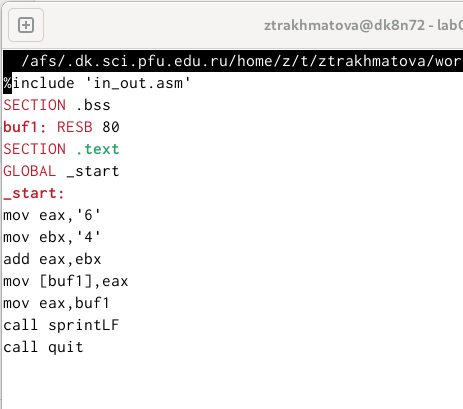 ztrakhmatova@dk8n72 - lab0
/afs/.dk.sci.pfu.edu.ru/home/z/t/ztrakhmatova/wor
%include 'in_out.asm'
SECTION .bss
buf1: RESB 80
SECTION .text
GLOBAL _start
_start:
mov eax,'6'
mov ebx,'4'
add eax,ebx
mov [buf1],eax
mov eax,buf1
call sprintLF
call quit